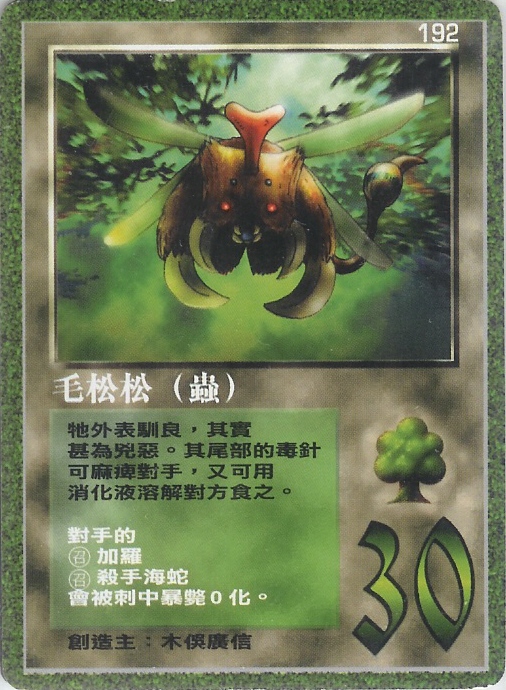 192
毛松松（蟲）
牠外表馴良，其實
甚為兇惡。其尾部的毒針
可麻痺對手，又可用
消化液溶解對方食之。
對手的
召 加羅
召 殺手海蛇
會被刺中暴斃0化。
30
創造主：木俁廣信